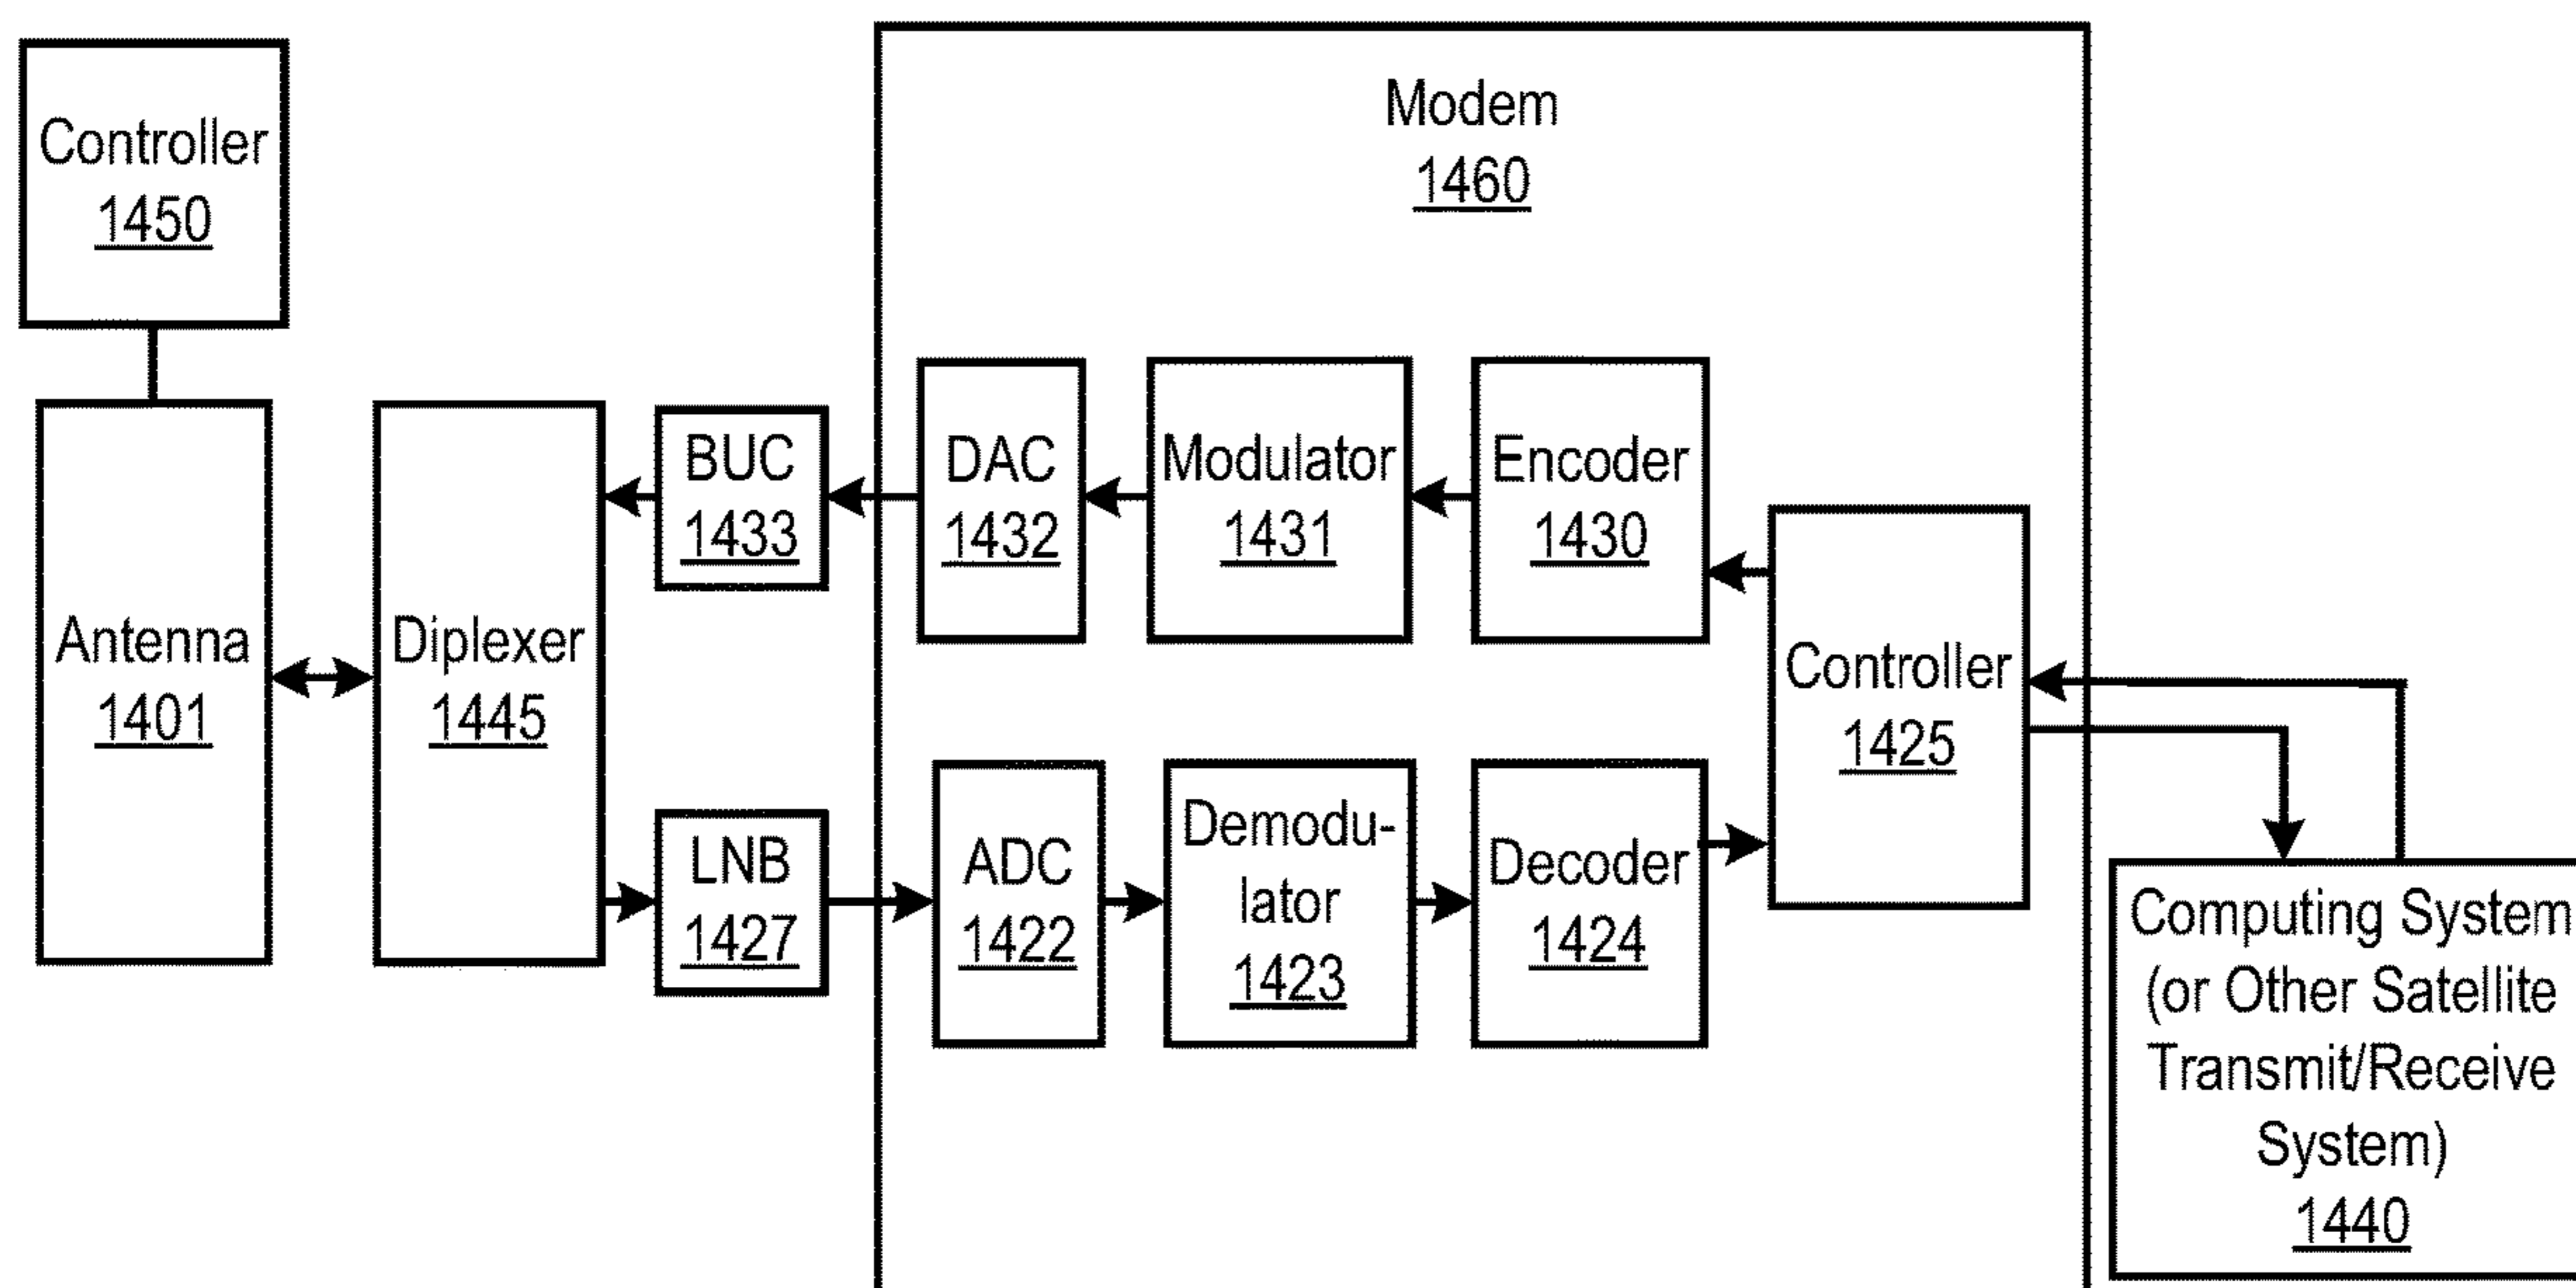 Controller
1450
Modem
1460
Antenna
1401
Diplexer
1445
BUC
1433
DAC
1432
Modulator
1431
Encoder
1430
Controller
1425
LNB
1427
ADC
1422
Demodu-
lator
1423
Decoder
1424
Computing System
(or Other Satellite
Transmit/Receive
System)
1440